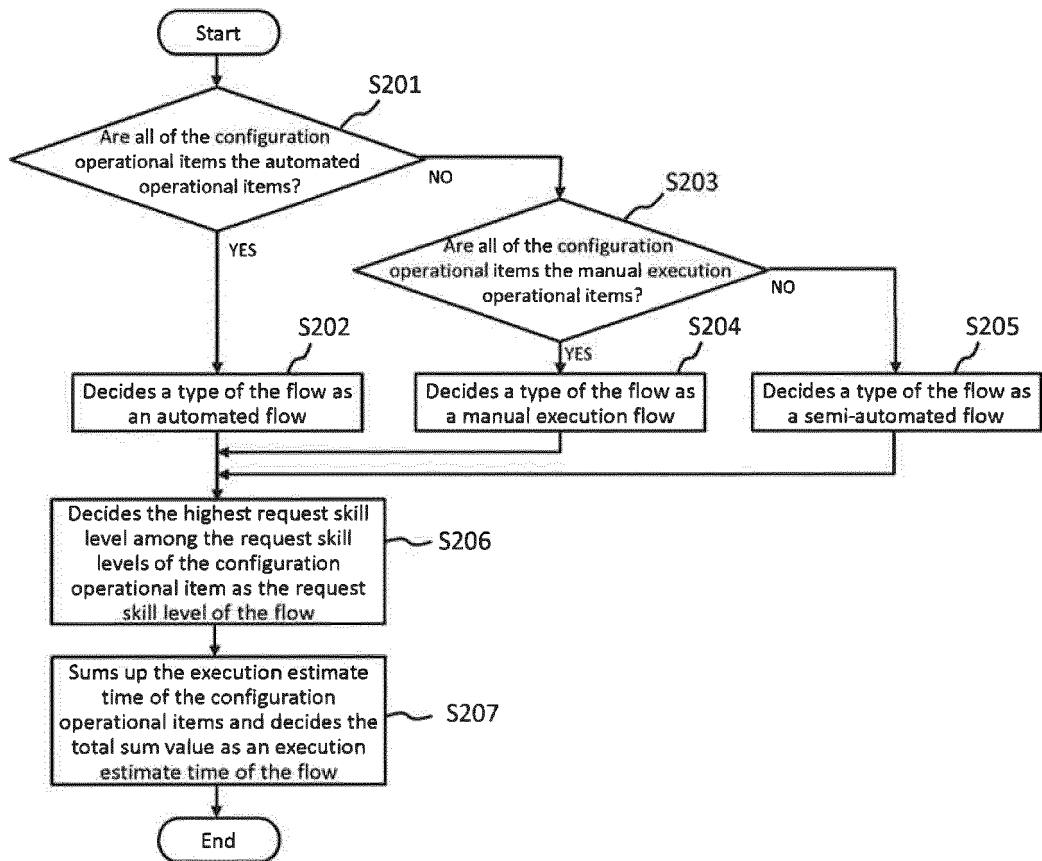 Start
S201
Are all of the configuration
operational items the automated
operational items?
NO
YES
S203
Are all of the configuration
operational items the manual execution
operational items?
NO
YES
S202
Decides a type of the flow as
an automated flow
S204
Decides a type of the flow as
a manual execution flow
S205
Decides a type of the flow as
a semi-automated flow
Decides the highest request skill
level among the request skill
levels of the configuration
operational item as the request
skill level of the flow
S206
Sums up the execution estimate
time of the configuration
operational items and decides the
total sum value as an execution
estimate time of the flow
S207
End